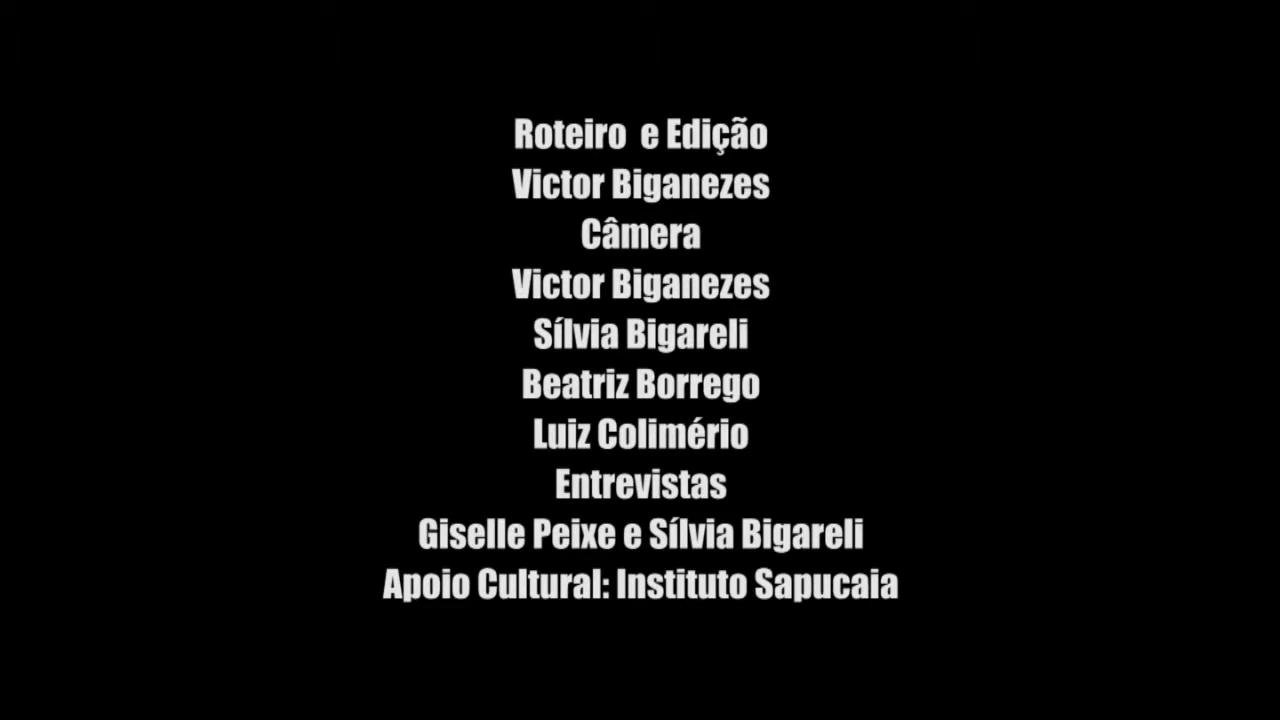 Roteiro e Edição
Victor Biganezes
Câmera
Victor Biganezes
Sílvia Bigareli
Beatriz Borrego
Luiz Colimério
Entrevistas
Giselle Peixe e Sílvia Bigareli
Apoio Cultural: Instituto Sapucaia